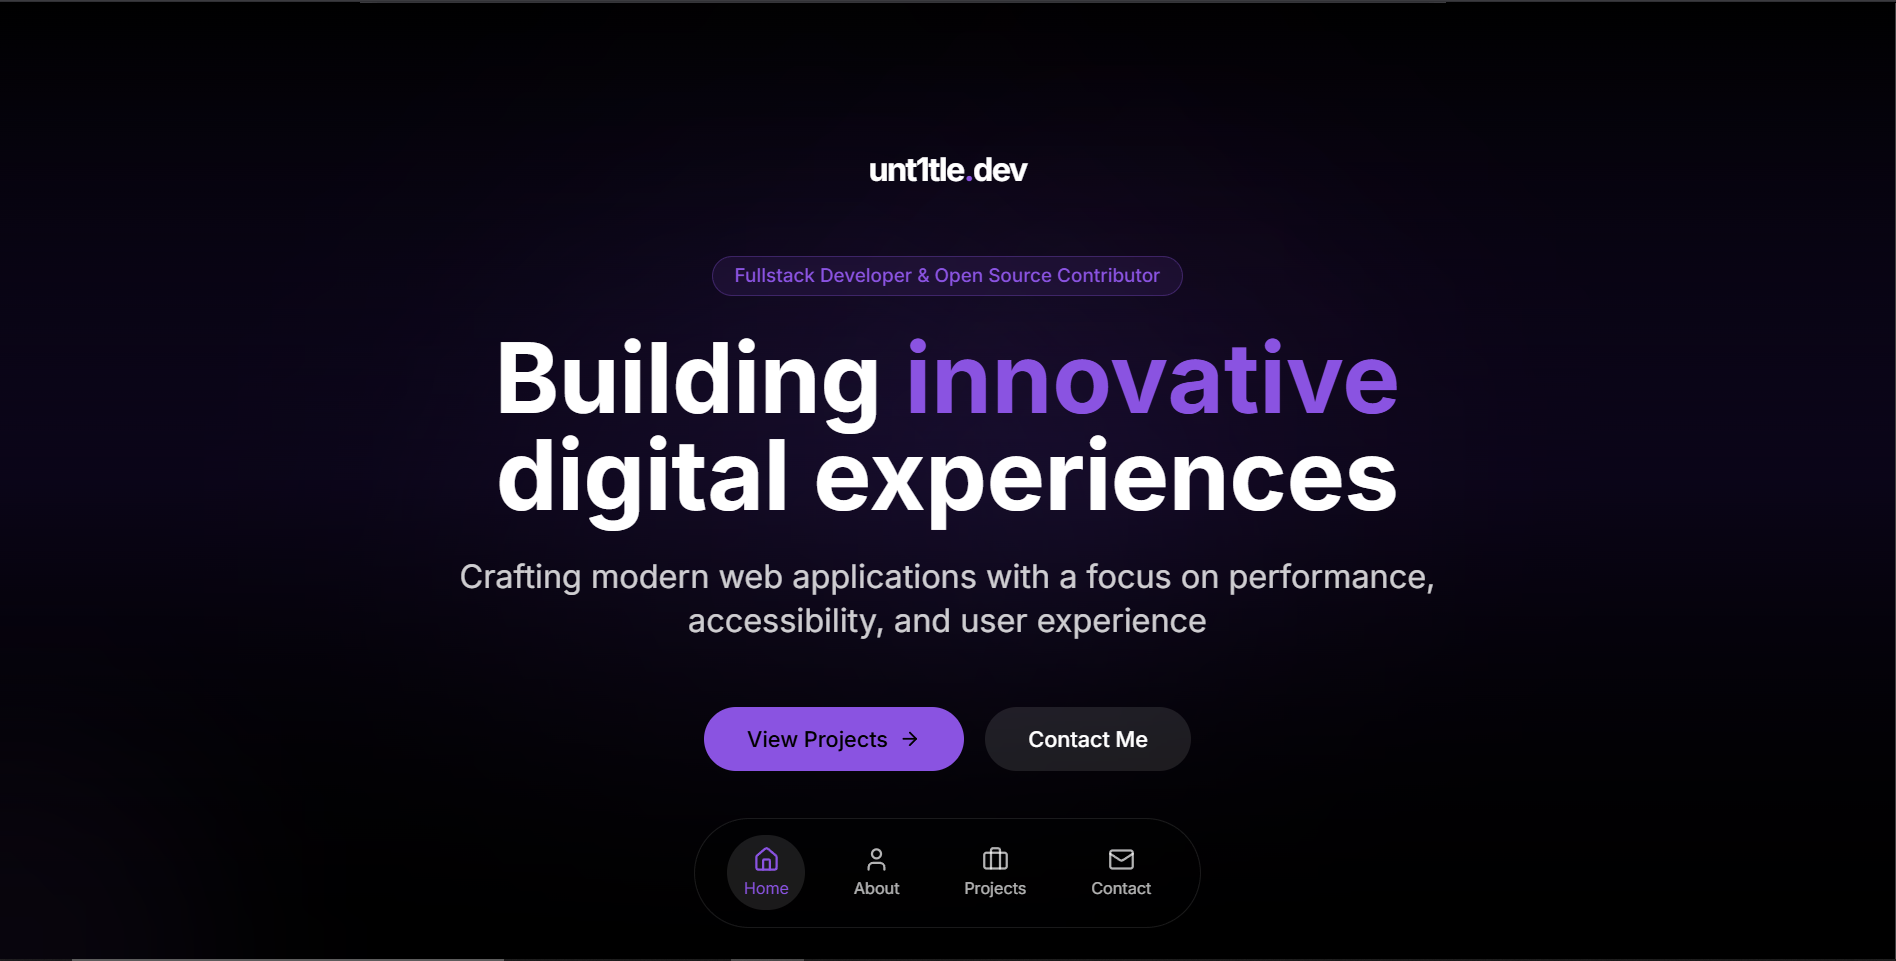 unt1tle.dev
Fullstack Developer & Open Source Contributor
Building innovative
digital experiences
Crafting modern web applications with a focus on performance,
accessibility, and user experience
View Projects →
Contact Me
Home
About
Projects
Contact